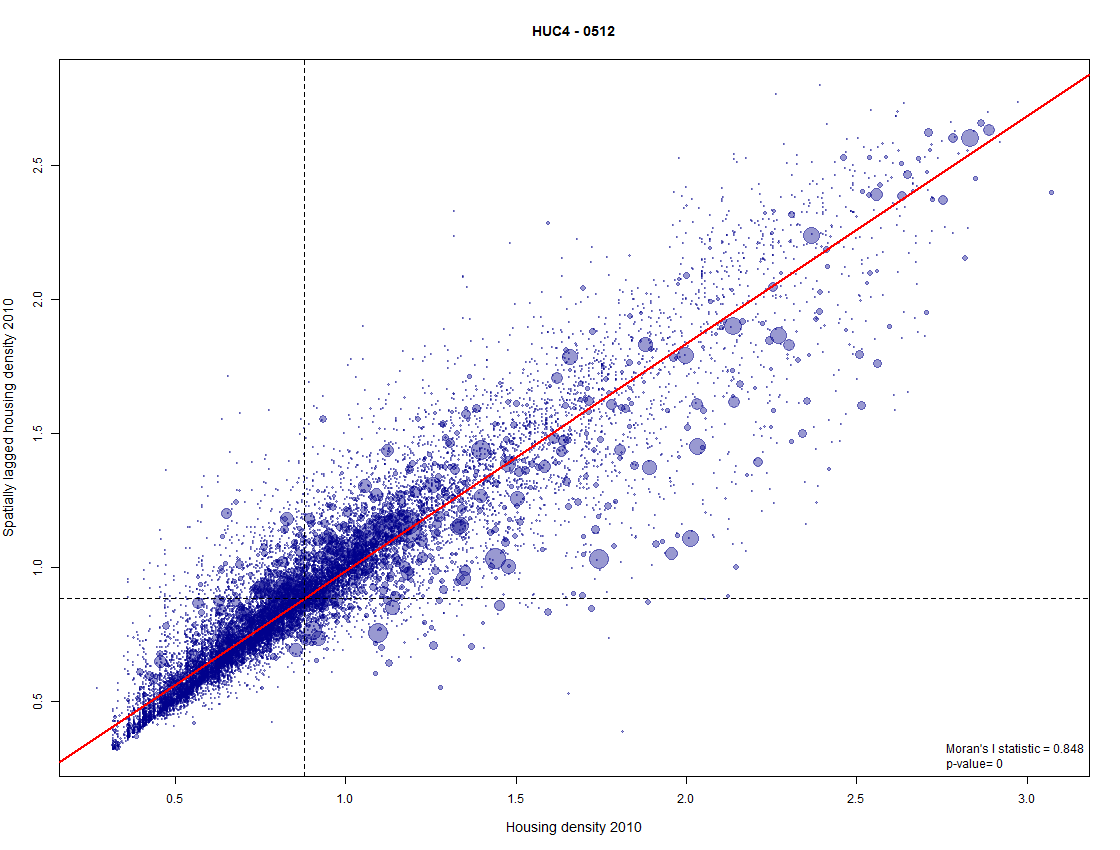 HUC4 - 0512
Spatially lagged housing density 2010
2.5
2.0
1.5
1.0
0.5
Moran's I statistic = 0.848
p-value= 0
0.5 1.0 1.5 2.0 2.5 3.0
Housing density 2010